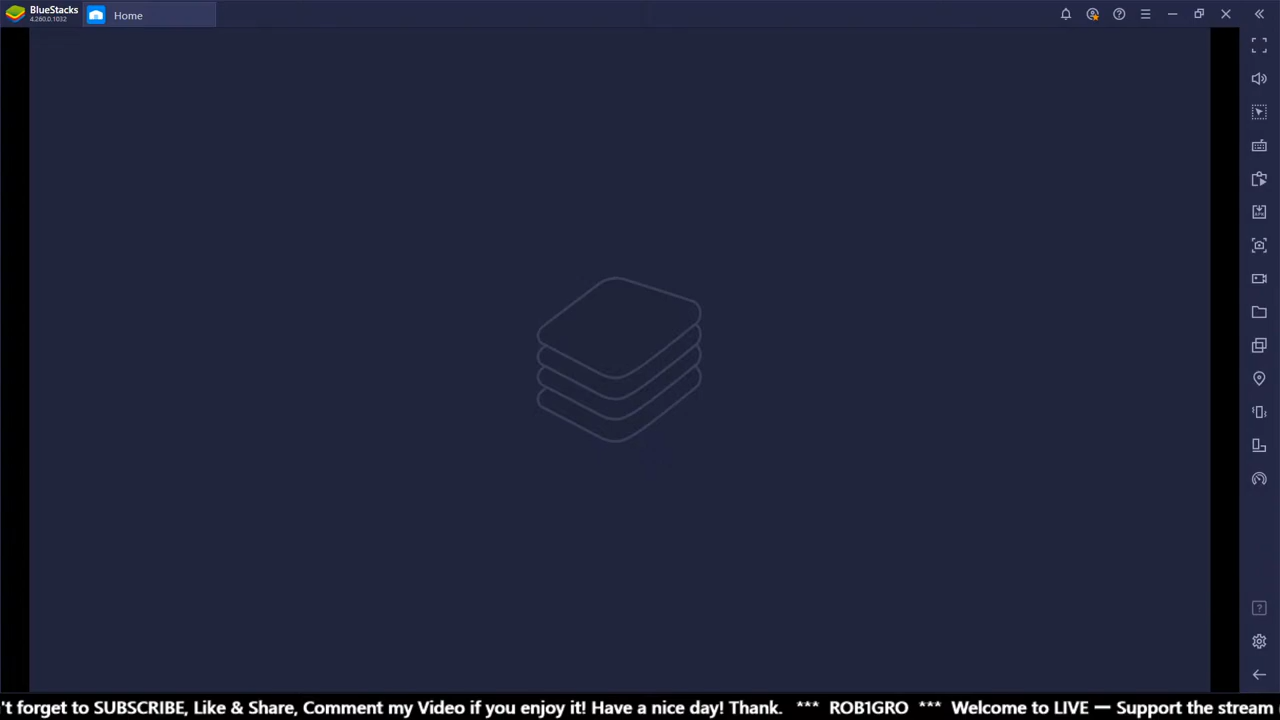 BlueStacks
4.260.0.1032
Home
't forget to SUBSCRIBE, Like & Share, Comment my Video if you enjoy it! Have a nice day! Thank. *** ROB1GRO *** Welcome to LIVE — Support the stream